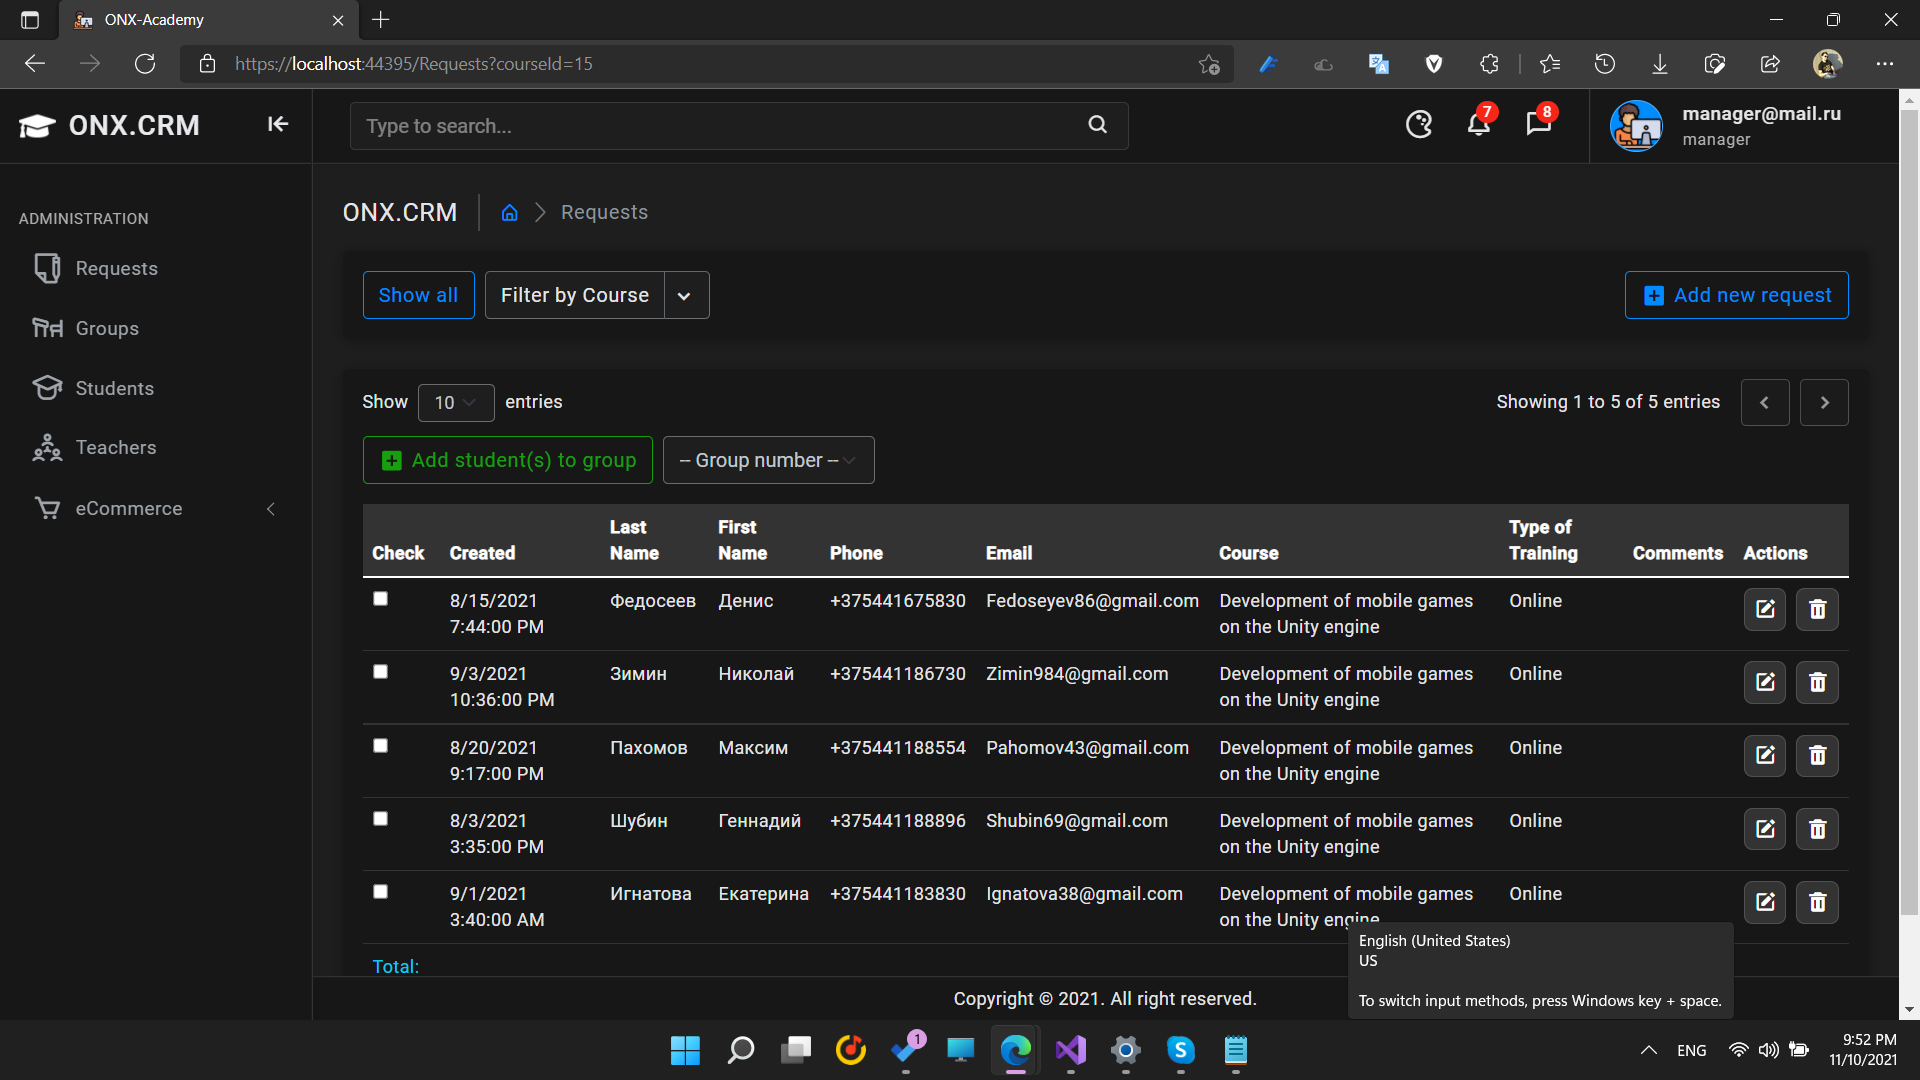 ONX-Academy
https://localhost:44395/Requests?courseId=15
ONX.CRM
Type to search...
7
8
manager@mail.ru
manager
ADMINISTRATION
Requests
Groups
Students
Teachers
eCommerce
ONX.CRM
Requests
Show all
Filter by Course
Add new request
Show 10 entries
Showing 1 to 5 of 5 entries
Add student(s) to group
-- Group number --
Check Created Last Name First Name Phone Email Course Type of Training Comments Actions
8/15/2021 7:44:00 PM Федосеев Денис +375441675830 Fedoseyev86@gmail.com Development of mobile games on the Unity engine Online
9/3/2021 10:36:00 PM Зимин Николай +375441186730 Zimin984@gmail.com Development of mobile games on the Unity engine Online
8/20/2021 9:17:00 PM Пахомов Максим +375441188554 Pahomov43@gmail.com Development of mobile games on the Unity engine Online
8/3/2021 3:35:00 PM Шубин Геннадий +375441188896 Shubin69@gmail.com Development of mobile games on the Unity engine Online
9/1/2021 3:40:00 AM Игнатова Екатерина +375441183830 Ignatova38@gmail.com Development of mobile games on the Unity engine Online
Total:
Copyright © 2021. All right reserved.
English (United States)
US
To switch input methods, press Windows key + space.
1
ENG
9:52 PM
11/10/2021